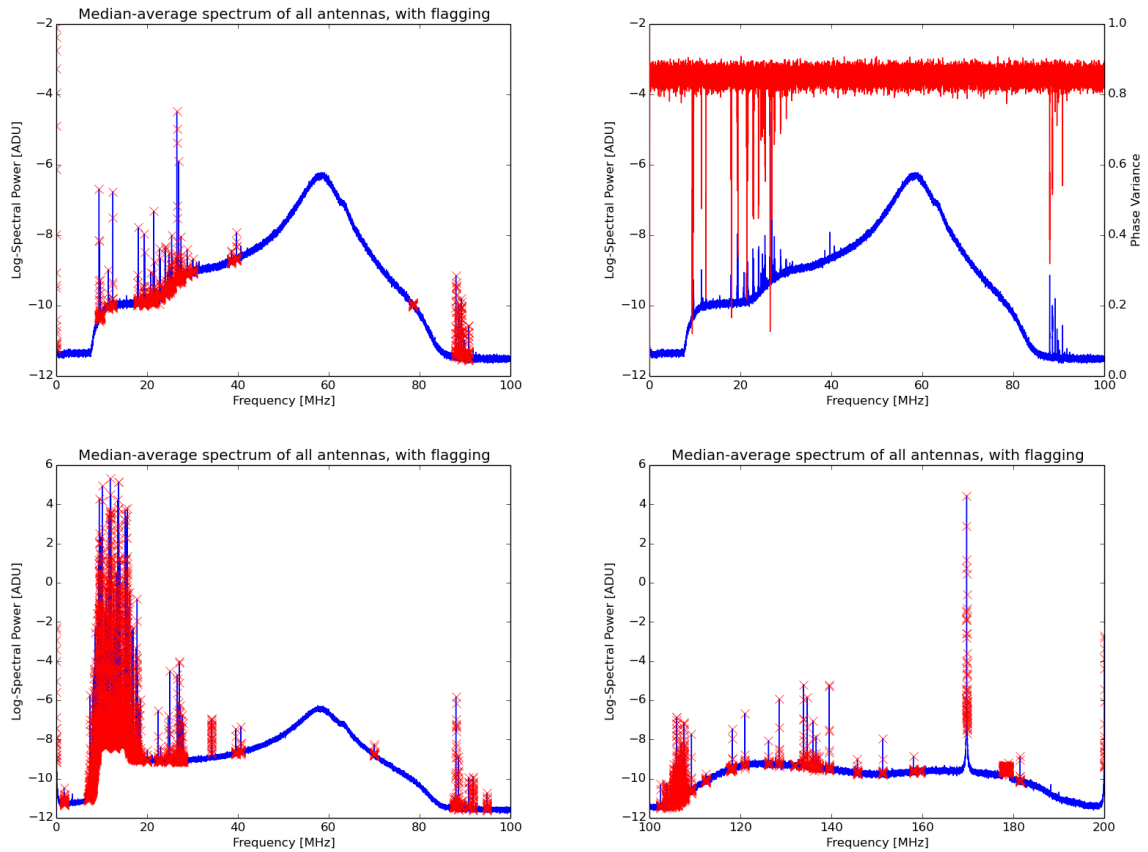 Median-average spectrum of all antennas, with flagging
−2
−4
−6
−8
−10
−12
Log-Spectral Power [ADU]
0 20 40 60 80 100
Frequency [MHz]
−2
−4
−6
−8
−10
−12
Log-Spectral Power [ADU]
1.0
0.8
0.6
0.4
0.2
0.0
Phase Variance
0 20 40 60 80 100
Frequency [MHz]
Median-average spectrum of all antennas, with flagging
6
4
2
0
−2
−4
−6
−8
−10
−12
Log-Spectral Power [ADU]
0 20 40 60 80 100
Frequency [MHz]
Median-average spectrum of all antennas, with flagging
6
4
2
0
−2
−4
−6
−8
−10
−12
Log-Spectral Power [ADU]
100 120 140 160 180 200
Frequency [MHz]